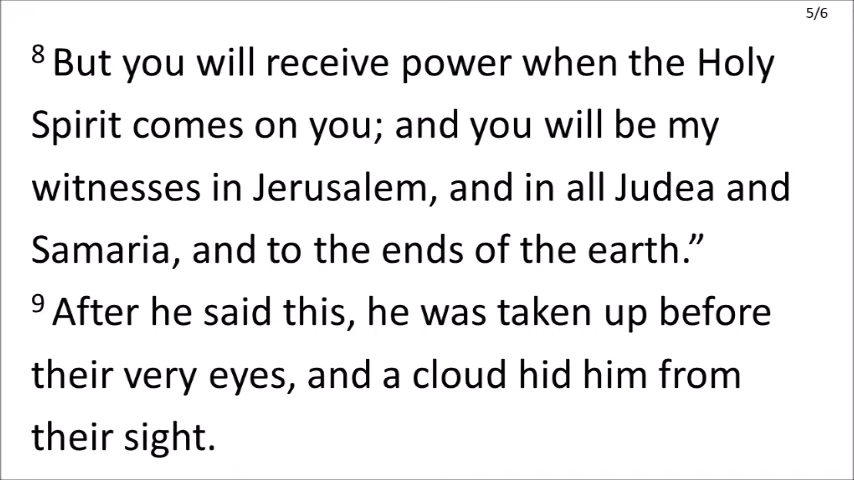 5/6
8 But you will receive power when the Holy
Spirit comes on you; and you will be my
witnesses in Jerusalem, and in all Judea and
Samaria, and to the ends of the earth.”
9 After he said this, he was taken up before
their very eyes, and a cloud hid him from
their sight.